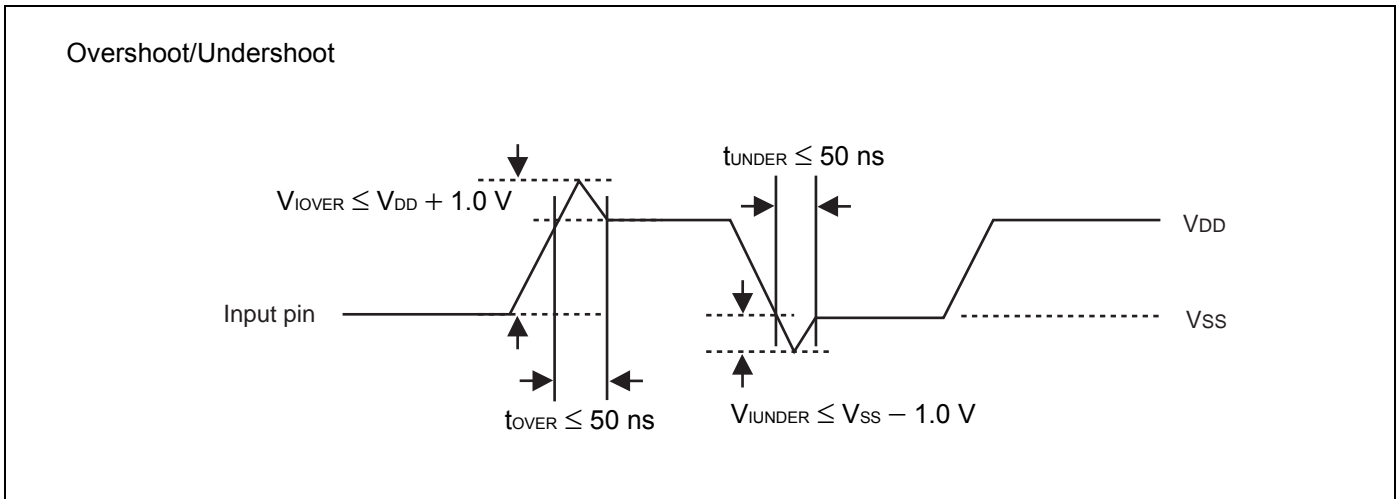 Overshoot/Undershoot
tUNDER ≤ 50 ns
VIOVER ≤ VDD + 1.0 V
VDD
Input pin
VSS
tOVER ≤ 50 ns
VIUNDER ≤ VSS − 1.0 V